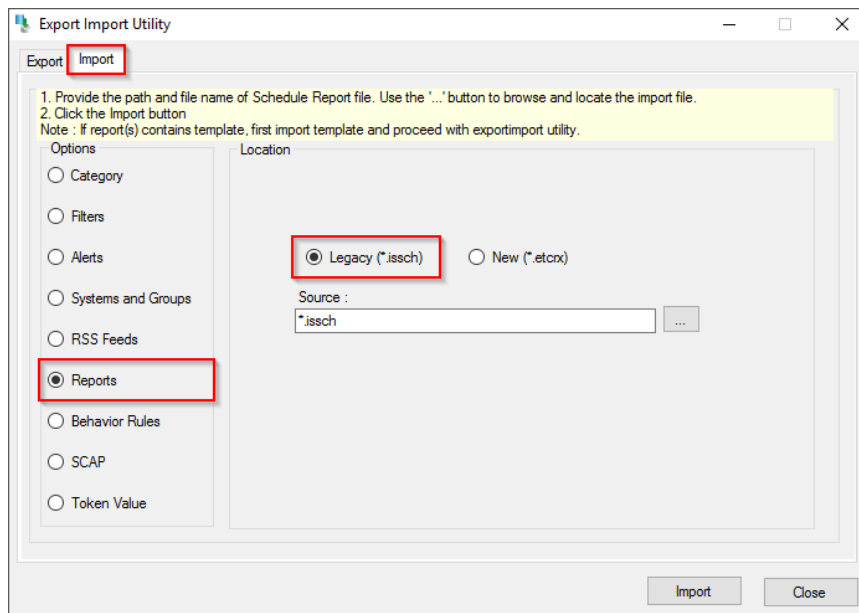 Export Import Utility
Export
Import
1. Provide the path and file name of Schedule Report file. Use the '...' button to browse and locate the import file.
2. Click the Import button
Note : If report(s) contains template, first import template and proceed with exportimport utility.
Options
Location
Category
Filters
Alerts
Legacy (*.issch)
New (*.etcrx)
Systems and Groups
Source :
*.issch
...
RSS Feeds
Reports
Behavior Rules
SCAP
Token Value
Import
Close